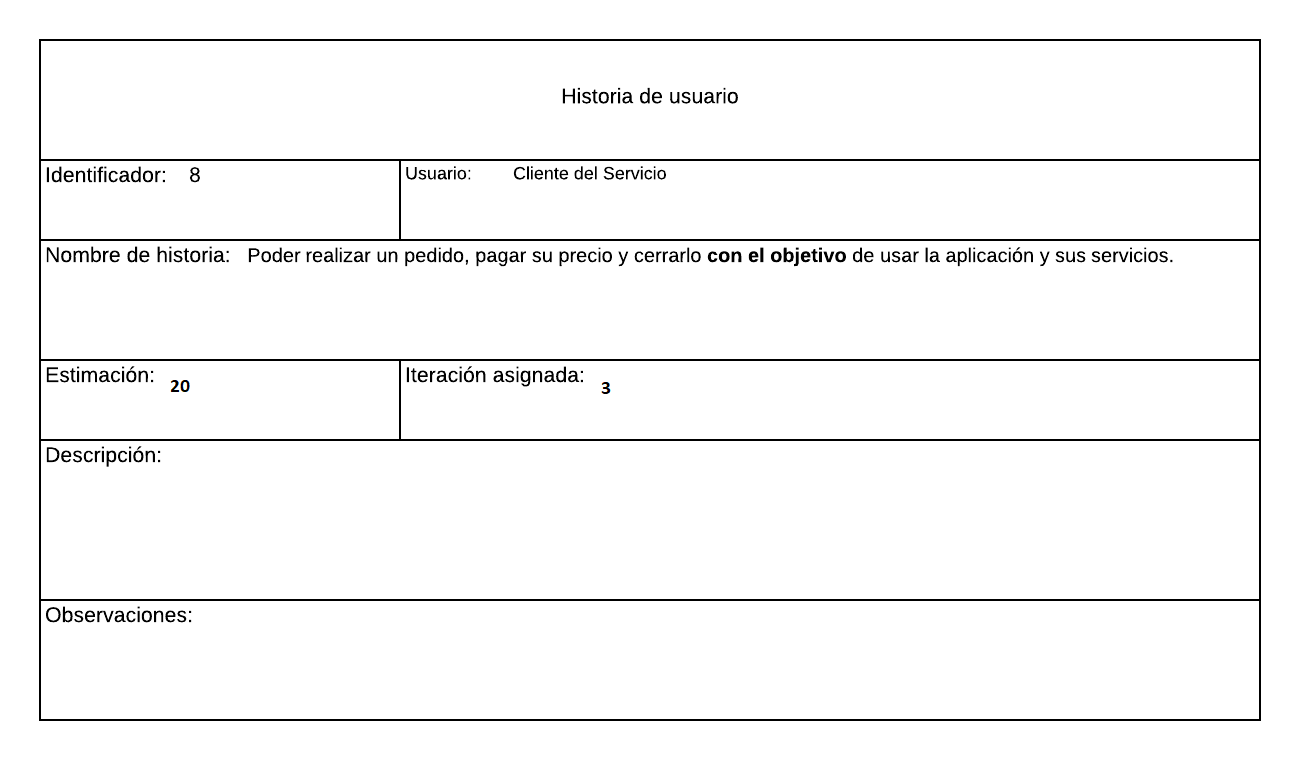 Historia de usuario
Identificador: 8
Usuario: Cliente del Servicio
Nombre de historia: Poder realizar un pedido, pagar su precio y cerrarlo con el objetivo de usar la aplicación y sus servicios.
Estimación: 20
Iteración asignada: 3
Descripción:
Observaciones: